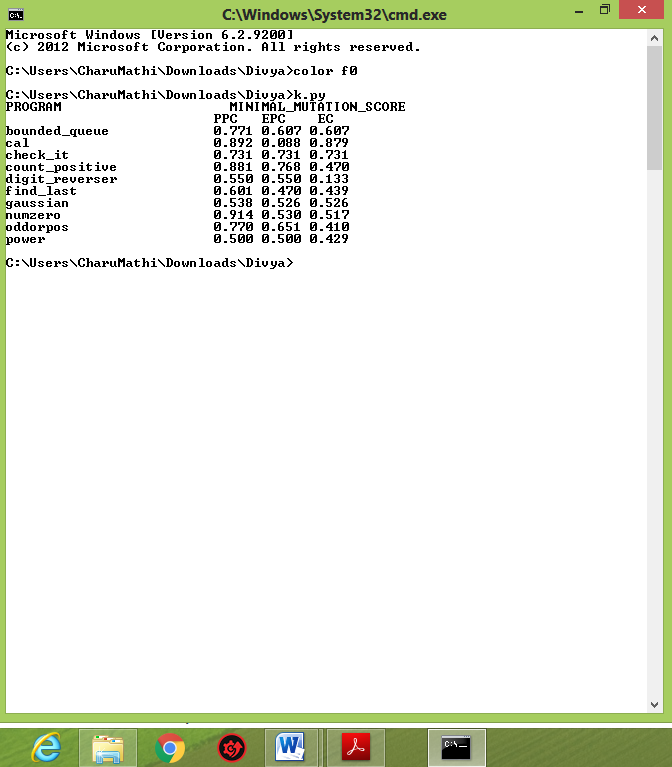 C:\Windows\System32\cmd.exe
Microsoft Windows [Version 6.2.9200]
(c) 2012 Microsoft Corporation. All rights reserved.
C:\Users\CharuMathi\Downloads\Divya>color f0
C:\Users\CharuMathi\Downloads\Divya>k.py
PROGRAM MINIMAL_MUTATION_SCORE
PPC EPC EC
bounded_queue 0.771 0.607 0.607
cal 0.892 0.088 0.879
check_it 0.731 0.731 0.731
count_positive 0.881 0.768 0.470
digit_reverser 0.550 0.550 0.133
find_last 0.601 0.470 0.439
gaussian 0.538 0.526 0.526
numzero 0.914 0.530 0.517
oddorpos 0.770 0.651 0.410
power 0.500 0.500 0.429
C:\Users\CharuMathi\Downloads\Divya>